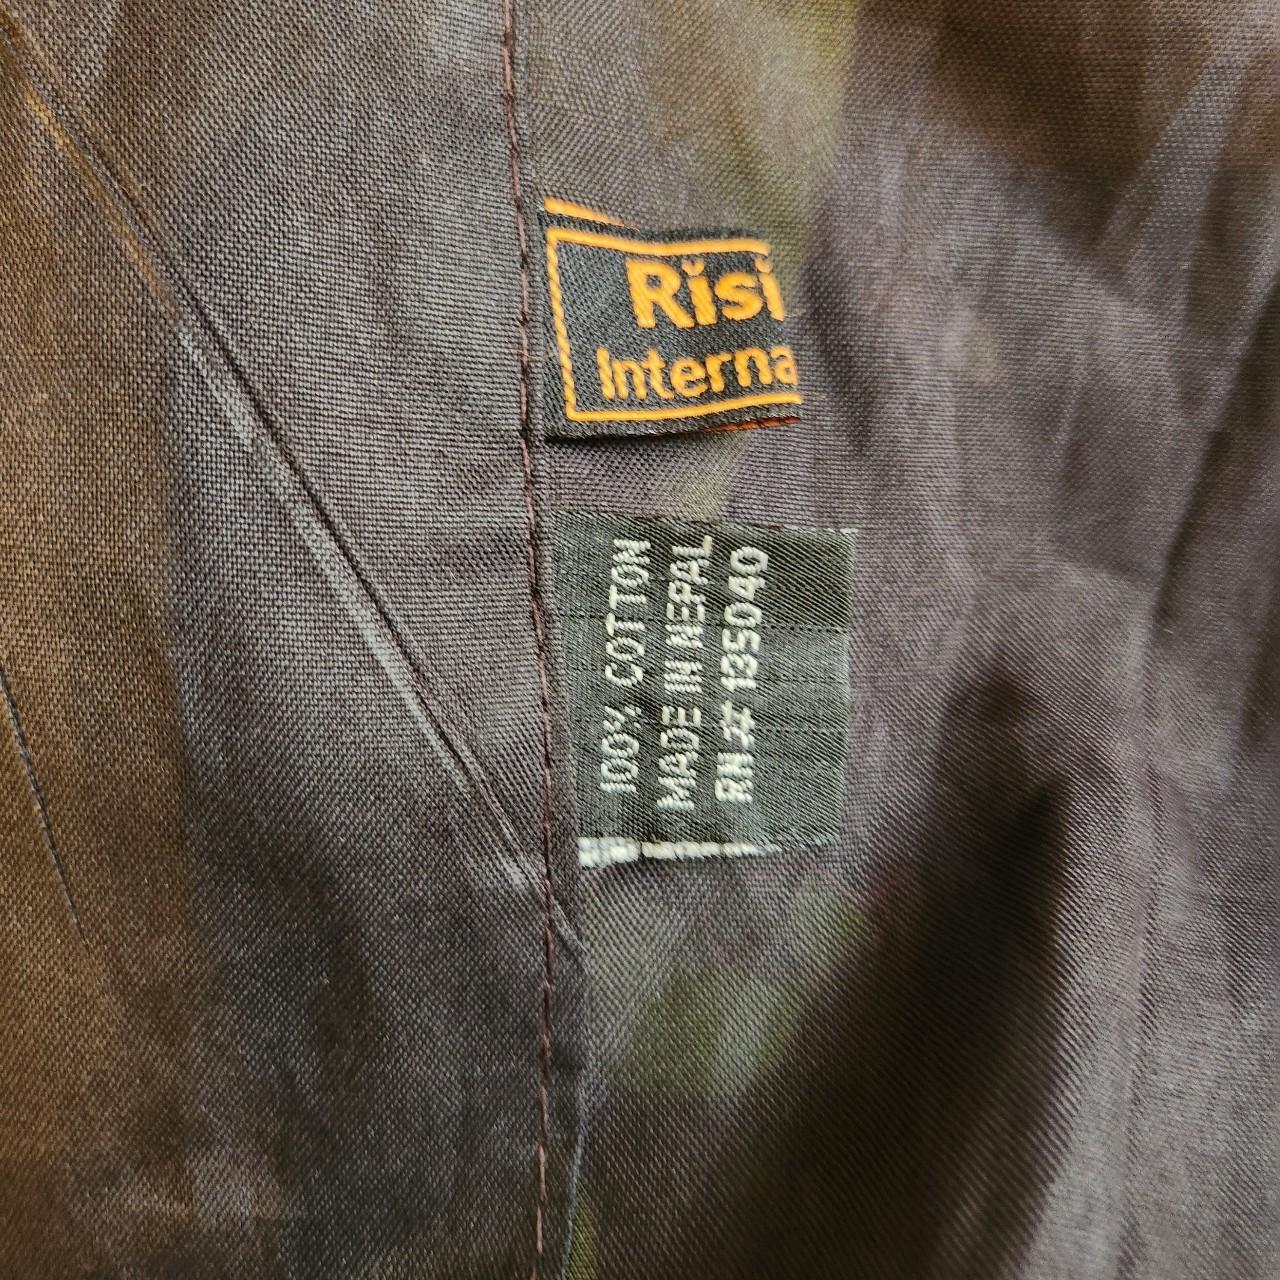 Risi
Interna
100% COTTON
MADE IN NEPAL
RN # 135040